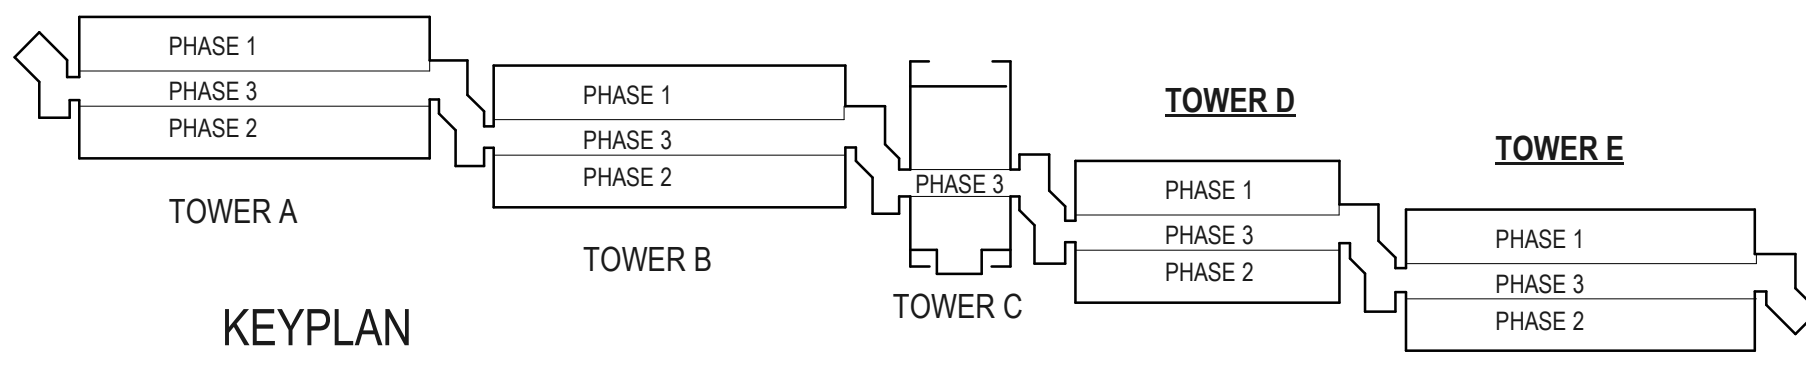 PHASE 1
PHASE 3
PHASE 2
TOWER A
PHASE 1
PHASE 3
PHASE 2
TOWER B
PHASE 3
TOWER C
TOWER D
PHASE 1
PHASE 3
PHASE 2
TOWER E
PHASE 1
PHASE 3
PHASE 2
KEYPLAN